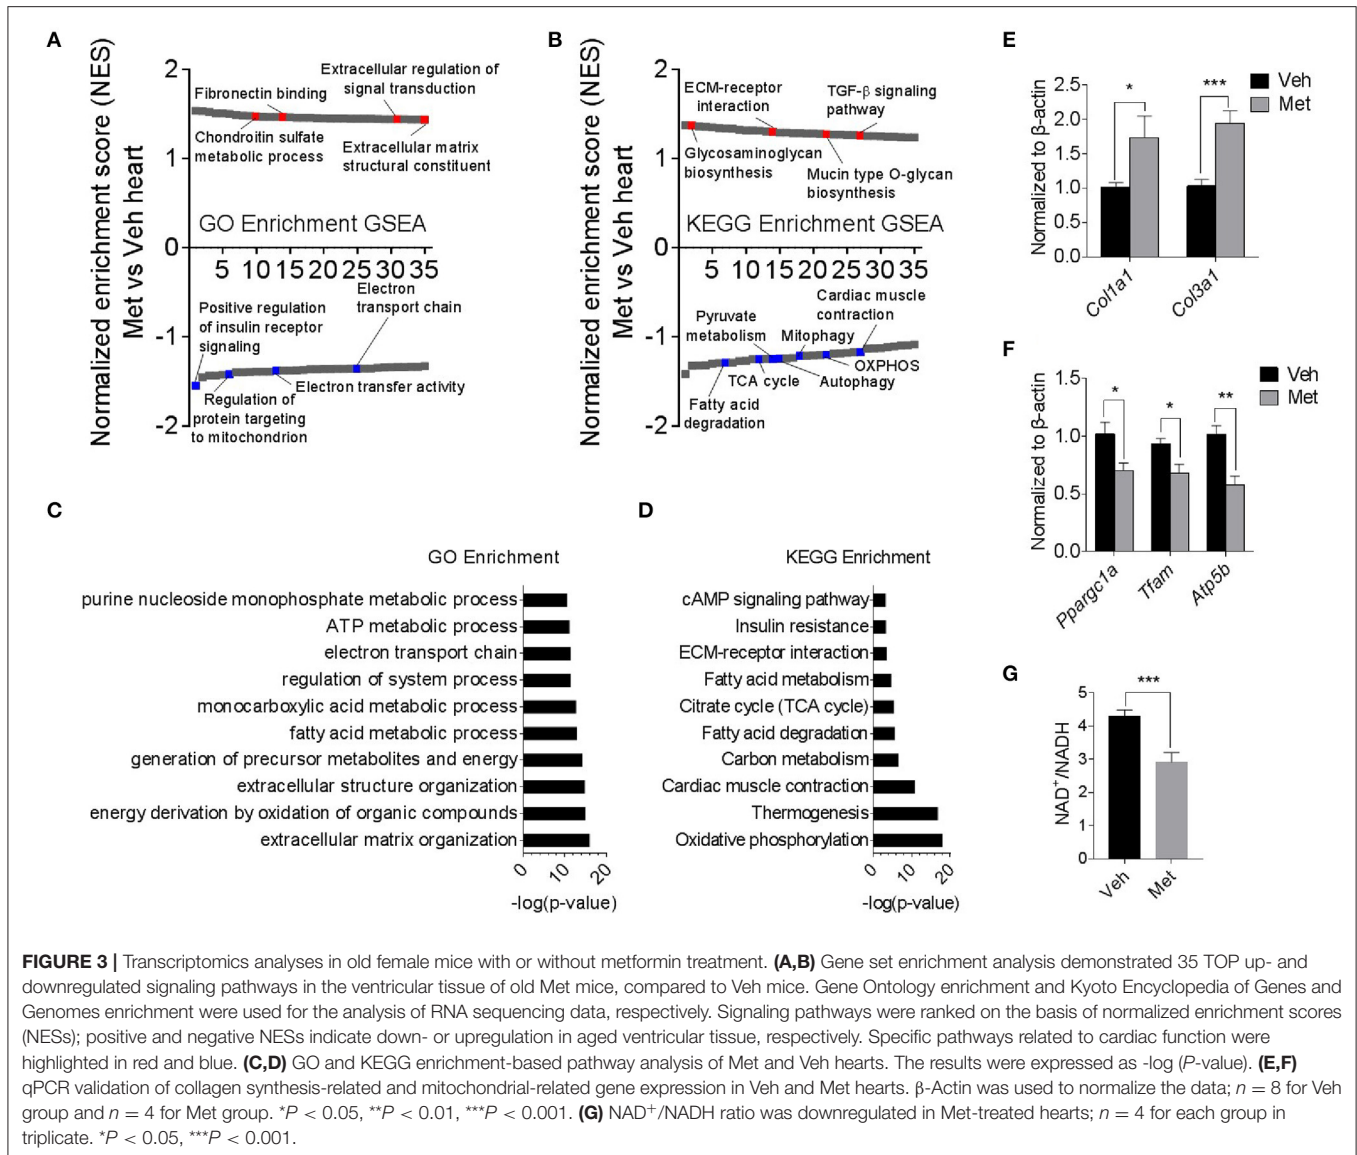 A
Normalized enrichment score (NES)
Met vs Veh heart
2
1
0
-1
-2
Fibronectin binding
Extracellular regulation of
signal transduction
Chondroitin sulfate
metabolic process
Extracellular matrix
structural constituent
GO Enrichment GSEA
5 10 15 20 25 30 35
Positive regulation
of insulin receptor
signaling
Electron
transport chain
Electron transfer activity
Regulation of
protein targeting
to mitochondrion
B
Normalized enrichment score (NES)
Met vs Veh heart
2
1
0
-1
-2
ECM-receptor
interaction
TGF-β signaling
pathway
Glycosaminoglycan
biosynthesis
Mucin type O-glycan
biosynthesis
KEGG Enrichment GSEA
5 10 15 20 25 30 35
Cardiac muscle
contraction
Pyruvate
metabolism
Mitophagy
OXPHOS
TCA cycle
Autophagy
Fatty acid
degradation
C
GO Enrichment
purine nucleoside monophosphate metabolic process
ATP metabolic process
electron transport chain
regulation of system process
monocarboxylic acid metabolic process
fatty acid metabolic process
generation of precursor metabolites and energy
extracellular structure organization
energy derivation by oxidation of organic compounds
extracellular matrix organization
0 10 20
-log(p-value)
D
KEGG Enrichment
cAMP signaling pathway
Insulin resistance
ECM-receptor interaction
Fatty acid metabolism
Citrate cycle (TCA cycle)
Fatty acid degradation
Carbon metabolism
Cardiac muscle contraction
Thermogenesis
Oxidative phosphorylation
0 10 20
-log(p-value)
E
Normalized to β-actin
2.5
2.0
1.5
1.0
0.5
0.0
*
***
Veh
Met
Col1a1
Col3a1
F
Normalized to β-actin
1.5
1.0
0.5
0.0
*
*
**
Veh
Met
Ppargc1a
Tfam
Atp5b
G
NAD+/NADH
5
4
3
2
1
0
***
Veh
Met
FIGURE 3 | Transcriptomics analyses in old female mice with or without metformin treatment. (A,B) Gene set enrichment analysis demonstrated 35 TOP up- and
downregulated signaling pathways in the ventricular tissue of old Met mice, compared to Veh mice. Gene Ontology enrichment and Kyoto Encyclopedia of Genes and
Genomes enrichment were used for the analysis of RNA sequencing data, respectively. Signaling pathways were ranked on the basis of normalized enrichment scores
(NESs); positive and negative NESs indicate down- or upregulation in aged ventricular tissue, respectively. Specific pathways related to cardiac function were
highlighted in red and blue. (C,D) GO and KEGG enrichment-based pathway analysis of Met and Veh hearts. The results were expressed as -log (P-value). (E,F)
qPCR validation of collagen synthesis-related and mitochondrial-related gene expression in Veh and Met hearts. β-Actin was used to normalize the data; n = 8 for Veh
group and n = 4 for Met group. *P < 0.05, **P < 0.01, ***P < 0.001. (G) NAD+/NADH ratio was downregulated in Met-treated hearts; n = 4 for each group in
triplicate. *P < 0.05, ***P < 0.001.